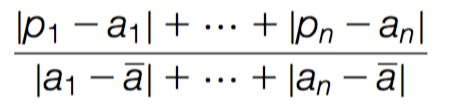 |p₁ − a₁| + ⋯ + |pₙ − aₙ|
|a₁ − a̅| + ⋯ + |aₙ − a̅|